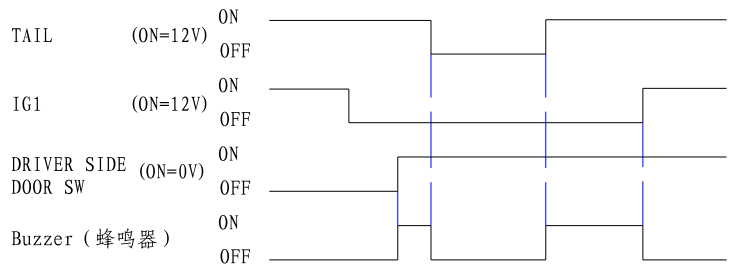 ON
TAIL (ON=12V)
OFF
ON
IG1 (ON=12V)
OFF
ON
DRIVER SIDE (ON=0V)
DOOR SW
OFF
ON
Buzzer（蜂鸣器）
OFF